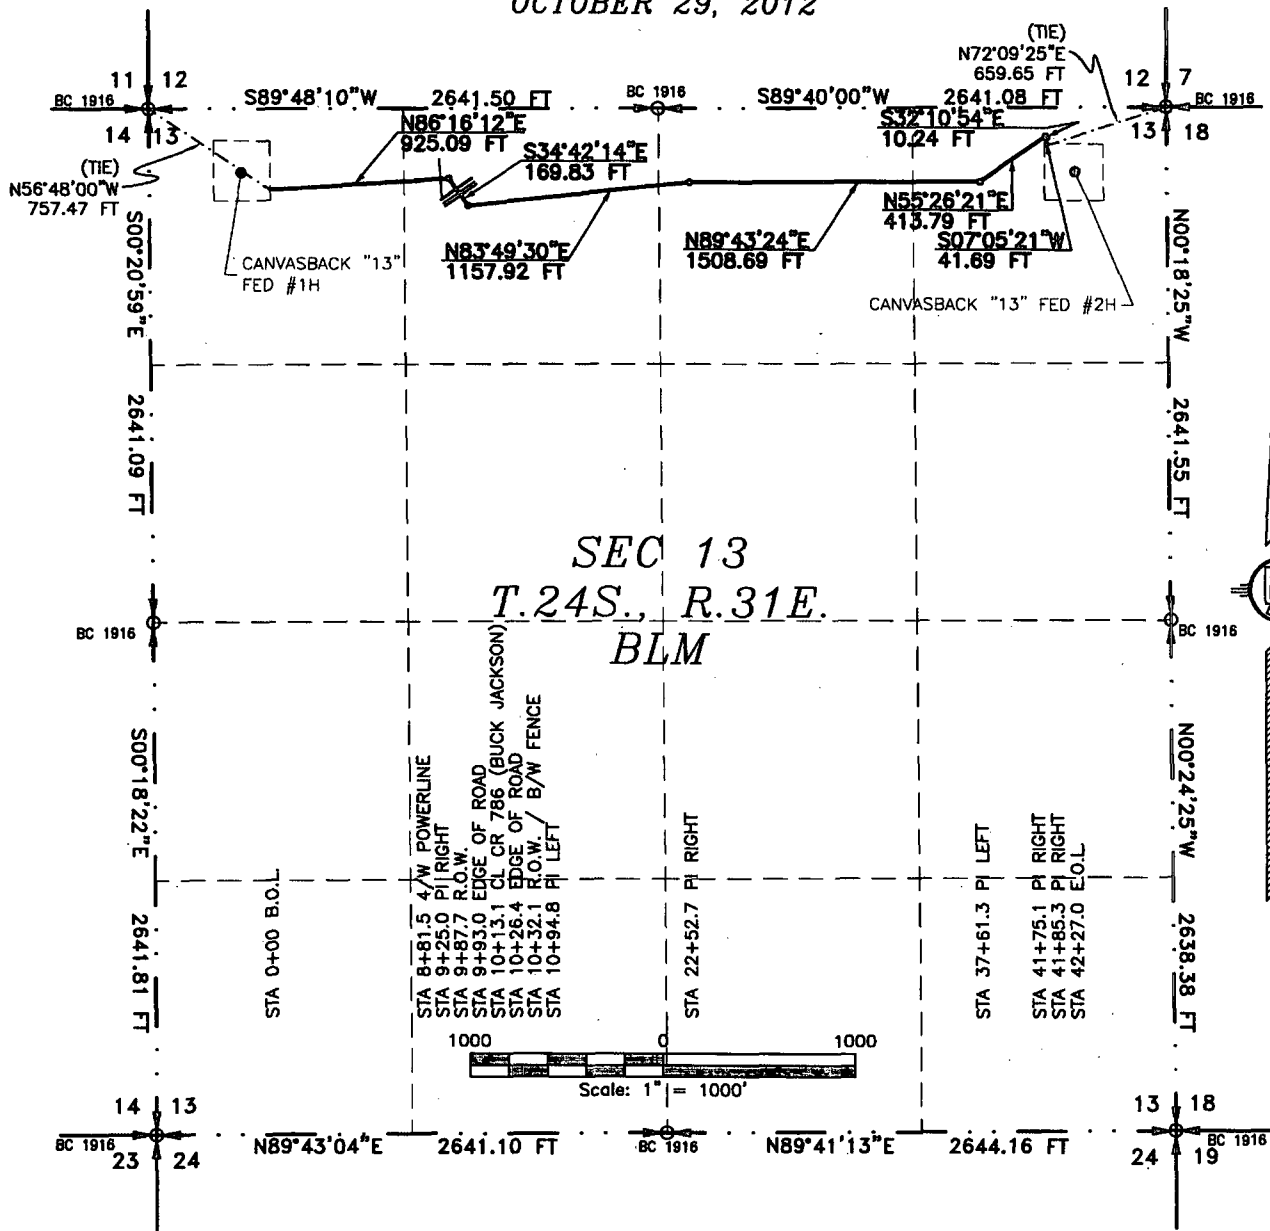 OCTOBER 29, 2012
(TIE)
N72°09'25"E
659.65 FT
11 12
BC 1916
S89°48'10"W 2641.50 FT
BC 1916
S89°40'00"W 2641.08 FT
12 7
BC 1916
14 13
13 18
N86°16'12"E
925.09 FT
S32°10'54"E
10.24 FT
(TIE)
N56°48'00"W
757.47 FT
S34°42'14"E
169.83 FT
N55°26'21"E
413.79 FT
N83°49'30"E
1157.92 FT
N89°43'24"E
1508.69 FT
S07°05'21"W
41.69 FT
CANVASBACK "13"
FED #1H
CANVASBACK "13" FED #2H
S00°20'59"E 2641.09 FT
N00°18'25"W 2641.55 FT
SEC 13
T.24S., R.31E.
BLM
BC 1916
BC 1916
S00°18'22"E 2641.81 FT
N00°24'25"W 2638.38 FT
STA 0+00 B.O.L.
STA 8+81.5 4/W POWERLINE
STA 9+25.0 PI RIGHT
STA 9+87.7 R.O.W.
STA 9+93.0 EDGE OF ROAD
STA 10+13.1 CL CR 786 (BUCK JACKSON)
STA 10+26.4 EDGE OF ROAD
STA 10+32.1 R.O.W. / B/W FENCE
STA 10+94.8 PI LEFT
STA 22+52.7 PI RIGHT
STA 37+61.3 PI LEFT
STA 41+75.1 PI RIGHT
STA 41+85.3 PI RIGHT
STA 42+27.0 E.O.L.
1000 0 1000
Scale: 1" = 1000'
14 13
BC 1916
23 24
N89°43'04"E 2641.10 FT
BC 1916
N89°41'13"E 2644.16 FT
13 18
BC 1916
24 19